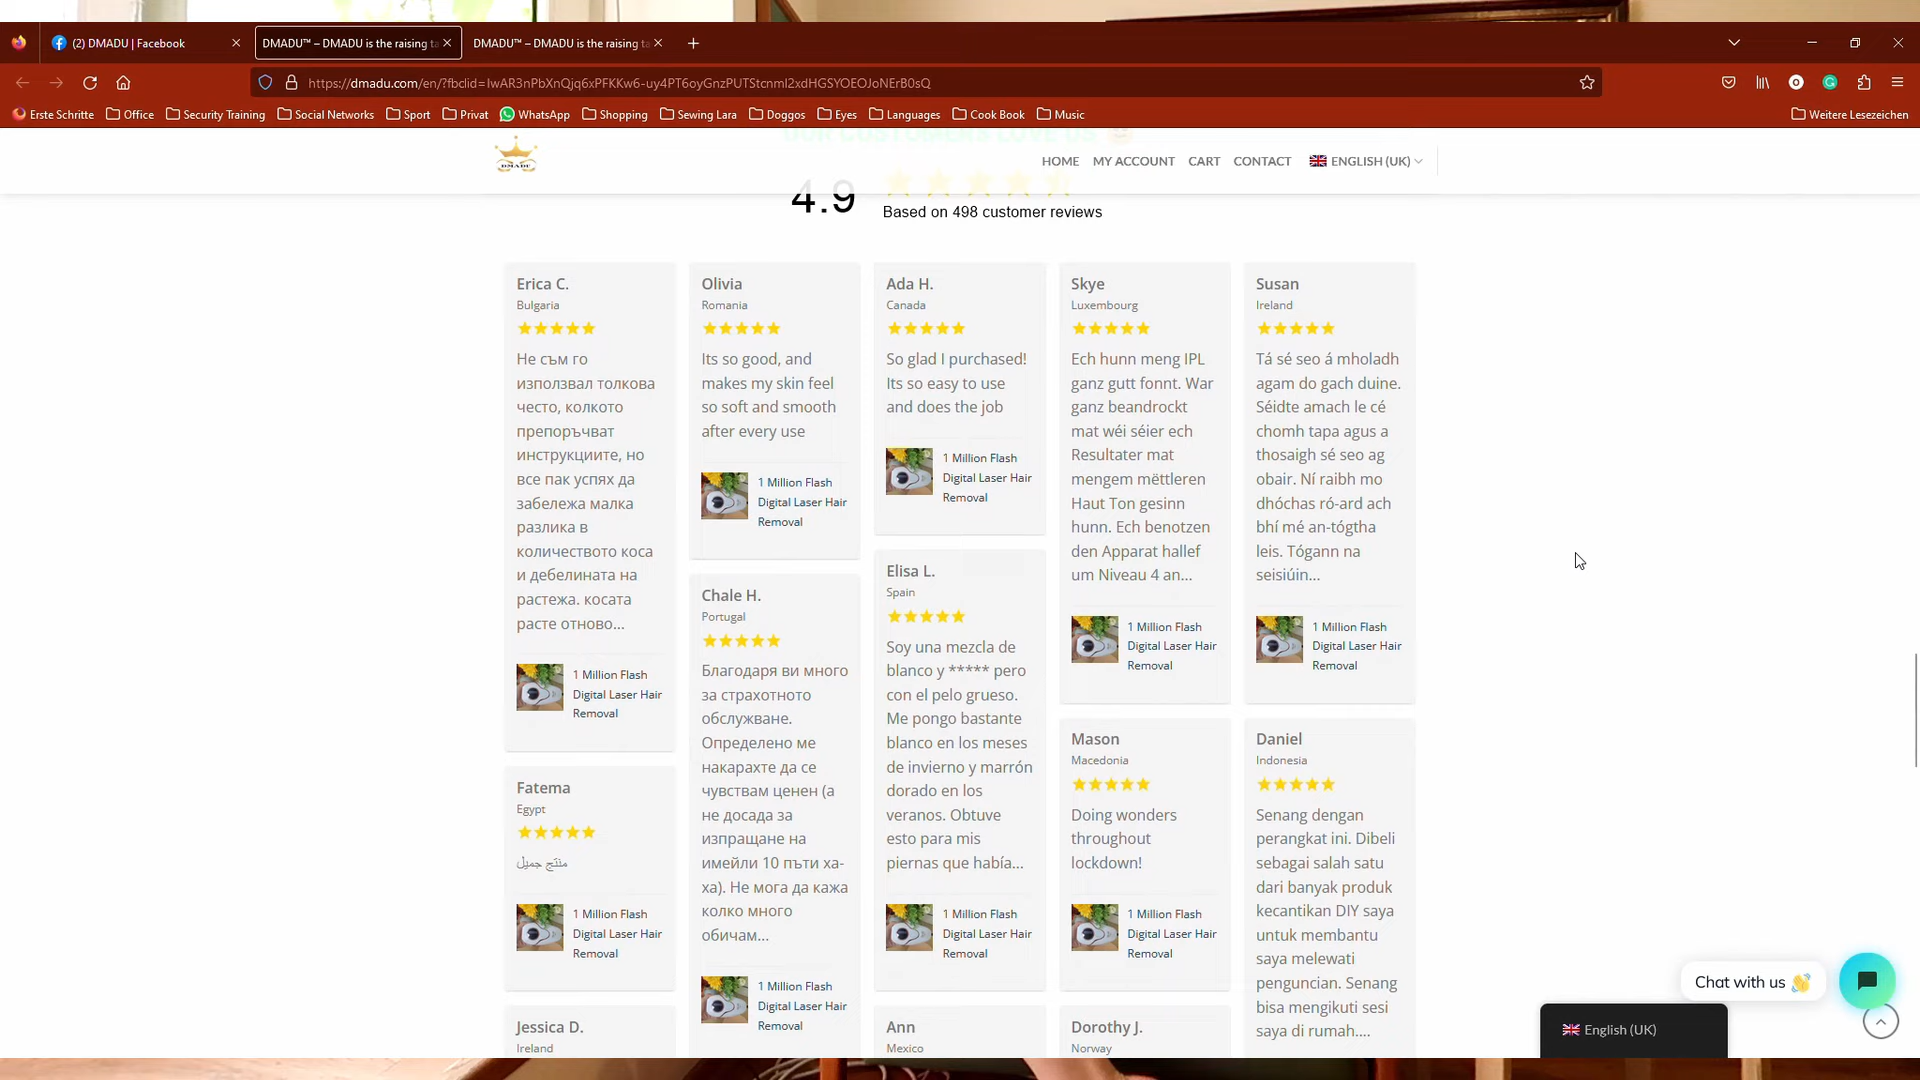 (2) DMADU | Facebook
DMADU™ – DMADU is the raising ta
DMADU™ – DMADU is the raising ta
https://dmadu.com/en/?fbclid=
Erste Schritte
Office
Security Training
Social Networks
Sport
Privat
WhatsApp
Shopping
Sewing Lara
Doggos
Eyes
Languages
Cook Book
Music
Weitere Lesezeichen
OUR CUSTOMERS LOVE US
DMADU
HOME
MY ACCOUNT
CART
CONTACT
ENGLISH (UK)
4.9
Based on 498 customer reviews
Erica C.
Bulgaria
Не съм го
използвал толкова
често, колкото
препоръчват
инструкциите, но
все пак успях да
забележа малка
разлика в
количеството коса
и дебелината на
растежа. косата
расте отново...
1 Million Flash
Digital Laser Hair
Removal
Fatema
Egypt
منتج جميل
1 Million Flash
Digital Laser Hair
Removal
Jessica D.
Ireland
Olivia
Romania
Its so good, and
makes my skin feel
so soft and smooth
after every use
1 Million Flash
Digital Laser Hair
Removal
Chale H.
Portugal
Благодаря ви много
за страхотното
обслужване.
Определено ме
накарахте да се
чувствам ценен (а
не досада за
изпращане на
имейли 10 пъти ха-
ха). Не мога да кажа
колко много
обичам...
1 Million Flash
Digital Laser Hair
Removal
Ada H.
Canada
So glad I purchased!
Its so easy to use
and does the job
1 Million Flash
Digital Laser Hair
Removal
Elisa L.
Spain
Soy una mezcla de
blanco y ***** pero
con el pelo grueso.
Me pongo bastante
blanco en los meses
de invierno y marrón
dorado en los
veranos. Obtuve
esto para mis
piernas que había...
1 Million Flash
Digital Laser Hair
Removal
Ann
Mexico
Skye
Luxembourg
Ech hunn meng IPL
ganz gutt fonnt. War
ganz beandrockt
mat wéi séier ech
Resultater mat
mengem mëttleren
Haut Ton gesinn
hunn. Ech benotzen
den Apparat hallef
um Niveau 4 an...
1 Million Flash
Digital Laser Hair
Removal
Mason
Macedonia
Doing wonders
throughout
lockdown!
1 Million Flash
Digital Laser Hair
Removal
Dorothy J.
Norway
Susan
Ireland
Tá sé seo á mholadh
agam do gach duine.
Séidte amach le cé
chomh tapa agus a
thosaigh sé seo ag
obair. Ní raibh mo
dhóchas ró-ard ach
bhí mé an-tógtha
leis. Tógann na
seisiúin...
1 Million Flash
Digital Laser Hair
Removal
Daniel
Indonesia
Senang dengan
perangkat ini. Dibeli
sebagai salah satu
dari banyak produk
kecantikan DIY saya
untuk membantu
saya melewati
penguncian. Senang
bisa mengikuti sesi
saya di rumah....
Chat with us 👋
English (UK)